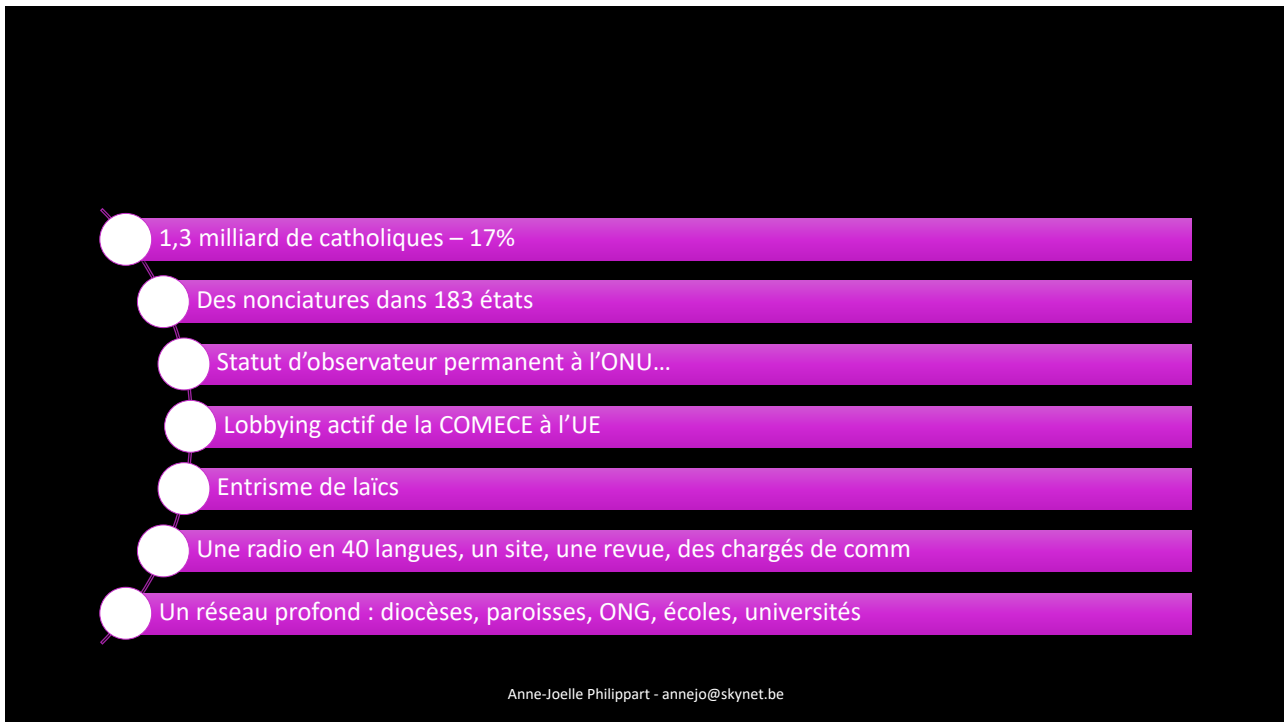 1,3 milliard de catholiques – 17%
Des nonciatures dans 183 états
Statut d’observateur permanent à l’ONU…
Lobbying actif de la COMECE à l’UE
Entrisme de laïcs
Une radio en 40 langues, un site, une revue, des chargés de comm
Un réseau profond : diocèses, paroisses, ONG, écoles, universités
Anne-Joelle Philippart - annejo@skynet.be